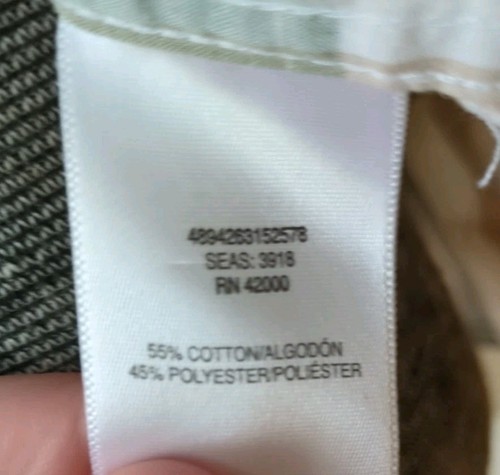 4894263152578
SEAS: 3918
RN 42000
55% COTTON/ALGODÓN
45% POLYESTER/POLIÉSTER